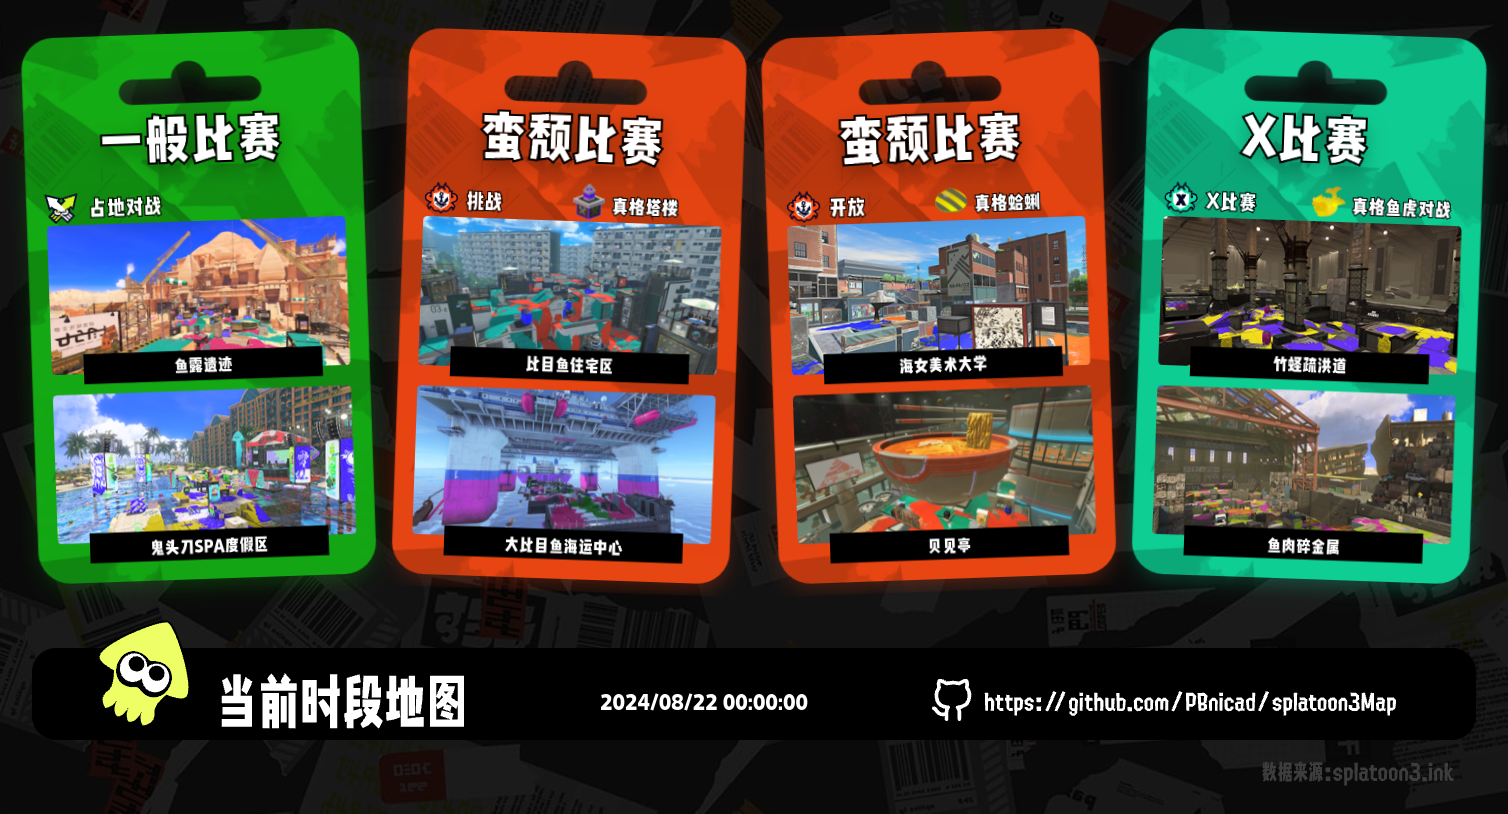 一般比赛
占地对战
鱼露遗迹
鬼头刀SPA度假区
蛮颓比赛
挑战
真格塔楼
比目鱼住宅区
大比目鱼海运中心
蛮颓比赛
开放
真格蛤蜊
海女美术大学
贝见亭
X比赛
X比赛
真格鱼虎对战
竹蛏疏洪道
鱼肉碎金属
当前时段地图
2024/08/22 00:00:00
https://github.com/PBnicad/splatoon3Map
数据来源:splatoon3.ink